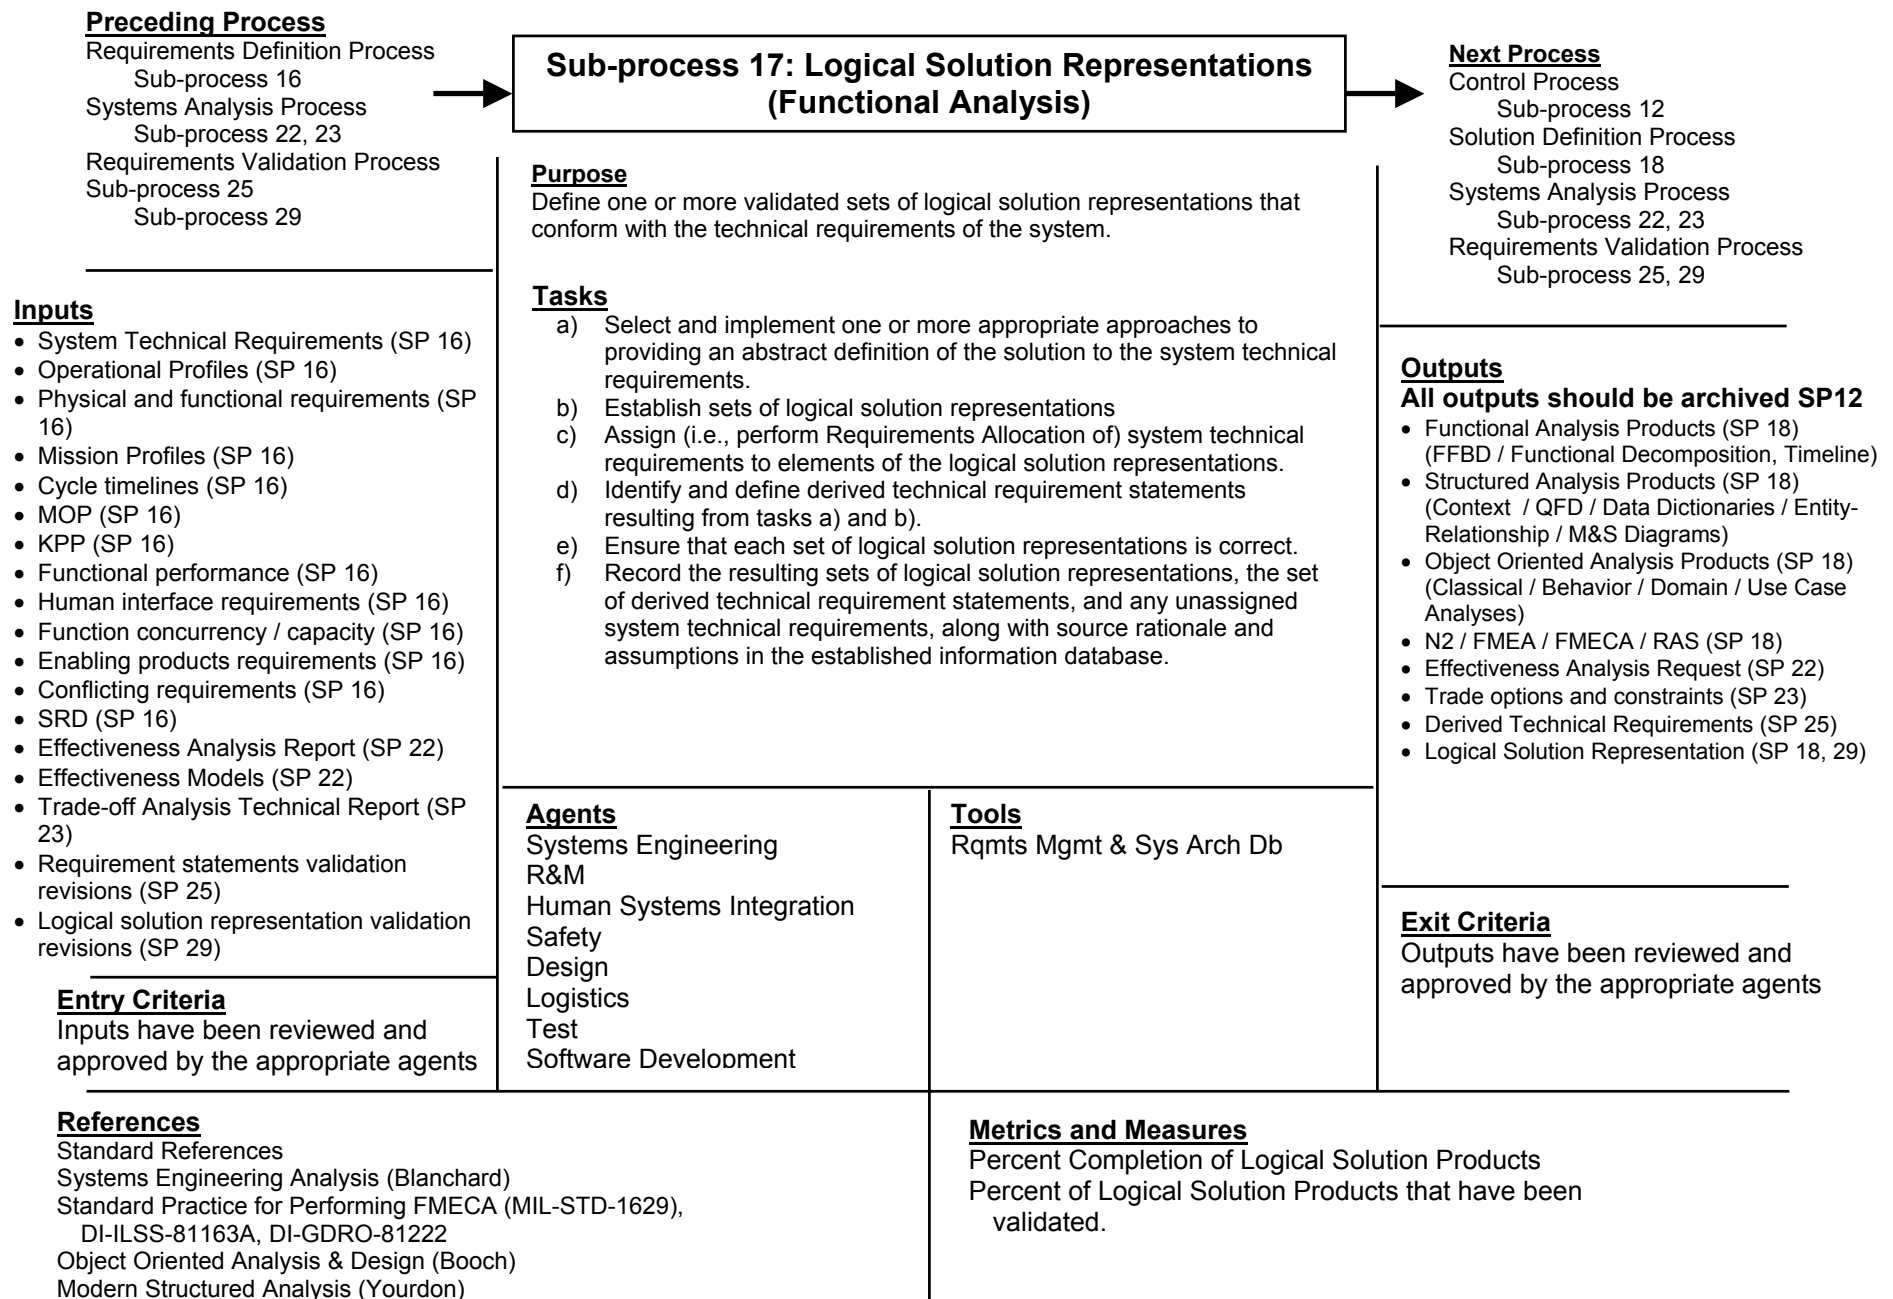 Preceding Process
Requirements Definition Process
Sub-process 16
Systems Analysis Process
Sub-process 22, 23
Requirements Validation Process
Sub-process 25
Sub-process 29
Sub-process 17: Logical Solution Representations
(Functional Analysis)
Next Process
Control Process
Sub-process 12
Solution Definition Process
Sub-process 18
Systems Analysis Process
Sub-process 22, 23
Requirements Validation Process
Sub-process 25, 29
Inputs
• System Technical Requirements (SP 16)
• Operational Profiles (SP 16)
• Physical and functional requirements (SP
16)
• Mission Profiles (SP 16)
• Cycle timelines (SP 16)
• MOP (SP 16)
• KPP (SP 16)
• Functional performance (SP 16)
• Human interface requirements (SP 16)
• Function concurrency / capacity (SP 16)
• Enabling products requirements (SP 16)
• Conflicting requirements (SP 16)
• SRD (SP 16)
• Effectiveness Analysis Report (SP 22)
• Effectiveness Models (SP 22)
• Trade-off Analysis Technical Report (SP
23)
• Requirement statements validation
revisions (SP 25)
• Logical solution representation validation
revisions (SP 29)
Entry Criteria
Inputs have been reviewed and
approved by the appropriate agents
Purpose
Define one or more validated sets of logical solution representations that
conform with the technical requirements of the system.
Tasks
a) Select and implement one or more appropriate approaches to
providing an abstract definition of the solution to the system technical
requirements.
b) Establish sets of logical solution representations
c) Assign (i.e., perform Requirements Allocation of) system technical
requirements to elements of the logical solution representations.
d) Identify and define derived technical requirement statements
resulting from tasks a) and b).
e) Ensure that each set of logical solution representations is correct.
f) Record the resulting sets of logical solution representations, the set
of derived technical requirement statements, and any unassigned
system technical requirements, along with source rationale and
assumptions in the established information database.
Agents
Systems Engineering
R&M
Human Systems Integration
Safety
Design
Logistics
Test
Software Development
Tools
Rqmts Mgmt & Sys Arch Db
Outputs
All outputs should be archived SP12
• Functional Analysis Products (SP 18)
(FFBD / Functional Decomposition, Timeline)
• Structured Analysis Products (SP 18)
(Context / QFD / Data Dictionaries / Entity-
Relationship / M&S Diagrams)
• Object Oriented Analysis Products (SP 18)
(Classical / Behavior / Domain / Use Case
Analyses)
• N2 / FMEA / FMECA / RAS (SP 18)
• Effectiveness Analysis Request (SP 22)
• Trade options and constraints (SP 23)
• Derived Technical Requirements (SP 25)
• Logical Solution Representation (SP 18, 29)
Exit Criteria
Outputs have been reviewed and
approved by the appropriate agents
References
Standard References
Systems Engineering Analysis (Blanchard)
Standard Practice for Performing FMECA (MIL-STD-1629),
DI-ILSS-81163A, DI-GDRO-81222
Object Oriented Analysis & Design (Booch)
Modern Structured Analysis (Yourdon)
Metrics and Measures
Percent Completion of Logical Solution Products
Percent of Logical Solution Products that have been
validated.